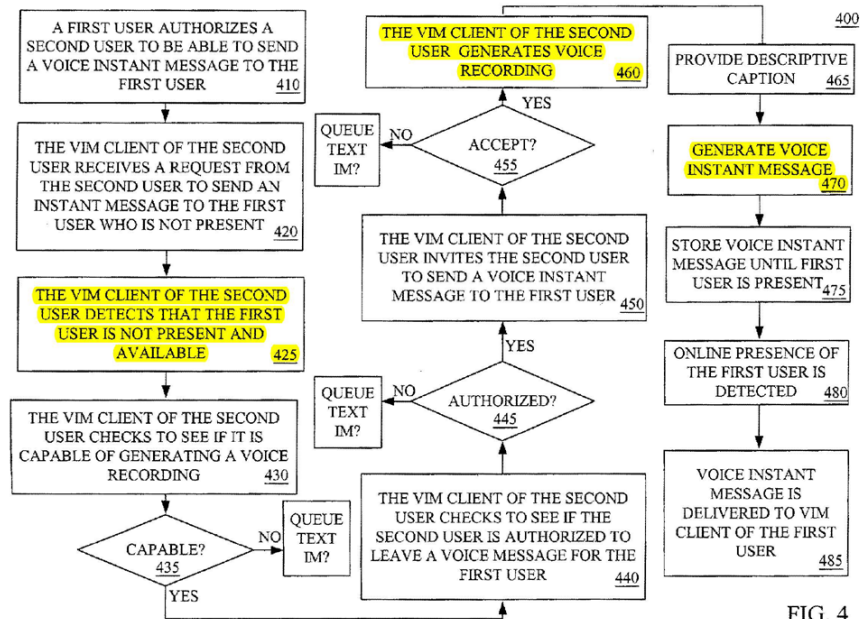 400
A FIRST USER AUTHORIZES A
SECOND USER TO BE ABLE TO SEND
A VOICE INSTANT MESSAGE TO THE
FIRST USER
410
THE VIM CLIENT OF THE SECOND
USER RECEIVES A REQUEST FROM
THE SECOND USER TO SEND AN
INSTANT MESSAGE TO THE FIRST
USER WHO IS NOT PRESENT
420
THE VIM CLIENT OF THE SECOND
USER DETECTS THAT THE FIRST
USER IS NOT PRESENT AND
AVAILABLE
425
THE VIM CLIENT OF THE SECOND
USER CHECKS TO SEE IF IT IS
CAPABLE OF GENERATING A VOICE
RECORDING
430
CAPABLE?
435
NO
QUEUE
TEXT
IM?
YES
THE VIM CLIENT OF THE SECOND
USER CHECKS TO SEE IF THE
SECOND USER IS AUTHORIZED TO
LEAVE A VOICE MESSAGE FOR THE
FIRST USER
440
AUTHORIZED?
445
NO
QUEUE
TEXT
IM?
YES
THE VIM CLIENT OF THE SECOND
USER INVITES THE SECOND USER
TO SEND A VOICE INSTANT
MESSAGE TO THE FIRST USER
450
ACCEPT?
455
NO
QUEUE
TEXT
IM?
YES
THE VIM CLIENT OF THE SECOND
USER GENERATES VOICE
RECORDING
460
PROVIDE DESCRIPTIVE
CAPTION
465
GENERATE VOICE
INSTANT MESSAGE
470
STORE VOICE INSTANT
MESSAGE UNTIL FIRST
USER IS PRESENT
475
ONLINE PRESENCE OF
THE FIRST USER IS
DETECTED
480
VOICE INSTANT
MESSAGE IS
DELIVERED TO VIM
CLIENT OF THE FIRST
USER
485
FIG. 4